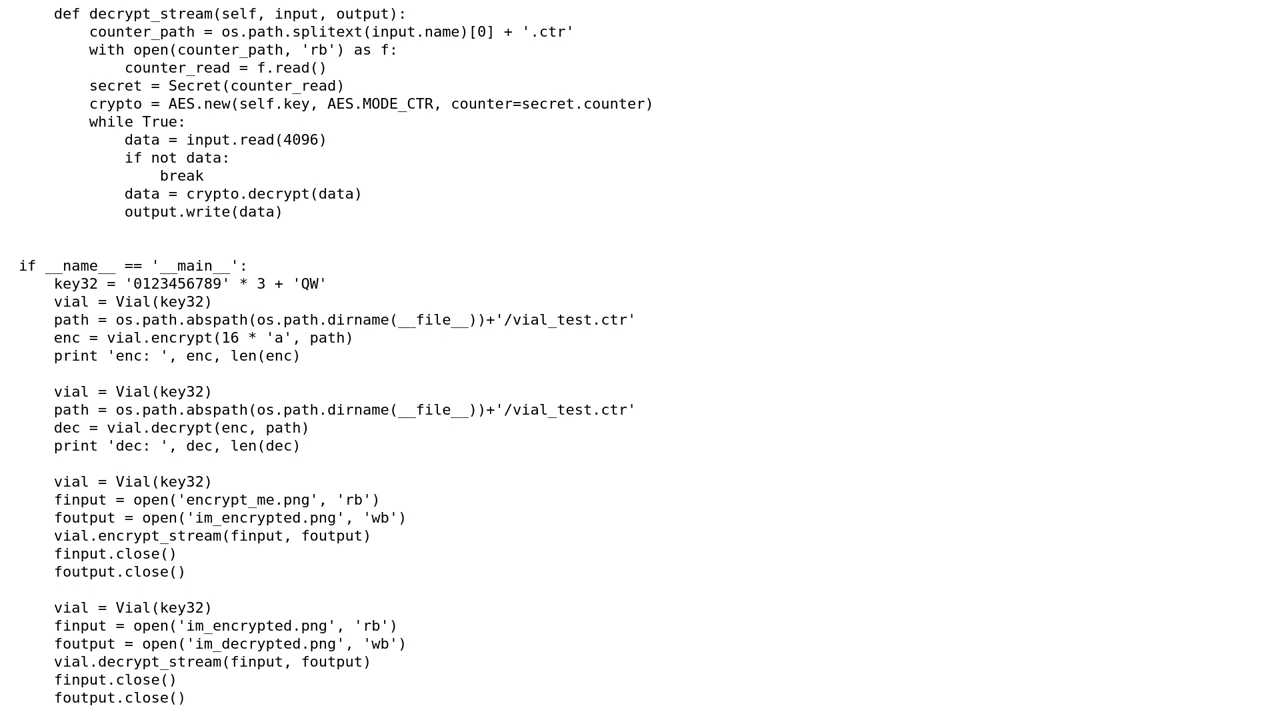 def decrypt_stream(self, input, output):
        counter_path = os.path.splitext(input.name)[0] + '.ctr'
        with open(counter_path, 'rb') as f:
            counter_read = f.read()
        secret = Secret(counter_read)
        crypto = AES.new(self.key, AES.MODE_CTR, counter=secret.counter)
        while True:
            data = input.read(4096)
            if not data:
                break
            data = crypto.decrypt(data)
            output.write(data)


if __name__ == '__main__':
    key32 = '0123456789' * 3 + 'QW'
    vial = Vial(key32)
    path = os.path.abspath(os.path.dirname(__file__))+'/vial_test.ctr'
    enc = vial.encrypt(16 * 'a', path)
    print 'enc: ', enc, len(enc)

    vial = Vial(key32)
    path = os.path.abspath(os.path.dirname(__file__))+'/vial_test.ctr'
    dec = vial.decrypt(enc, path)
    print 'dec: ', dec, len(dec)

    vial = Vial(key32)
    finput = open('encrypt_me.png', 'rb')
    foutput = open('im_encrypted.png', 'wb')
    vial.encrypt_stream(finput, foutput)
    finput.close()
    foutput.close()

    vial = Vial(key32)
    finput = open('im_encrypted.png', 'rb')
    foutput = open('im_decrypted.png', 'wb')
    vial.decrypt_stream(finput, foutput)
    finput.close()
    foutput.close()